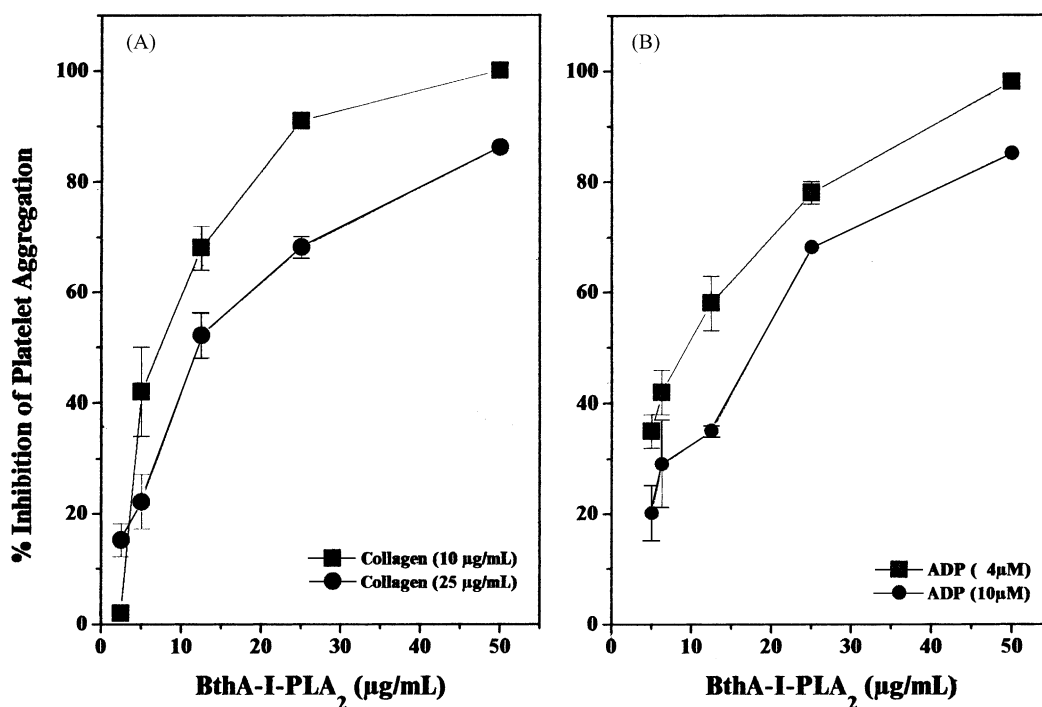 (A)
(B)
% Inhibition of Platelet Aggregation
100
80
60
40
20
0
Collagen (10 µg/mL)
Collagen (25 µg/mL)
0 10 20 30 40 50
BthA-I-PLA₂ (µg/mL)
100
80
60
40
20
0
ADP ( 4µM)
ADP (10µM)
0 10 20 30 40 50
BthA-I-PLA₂ (µg/mL)